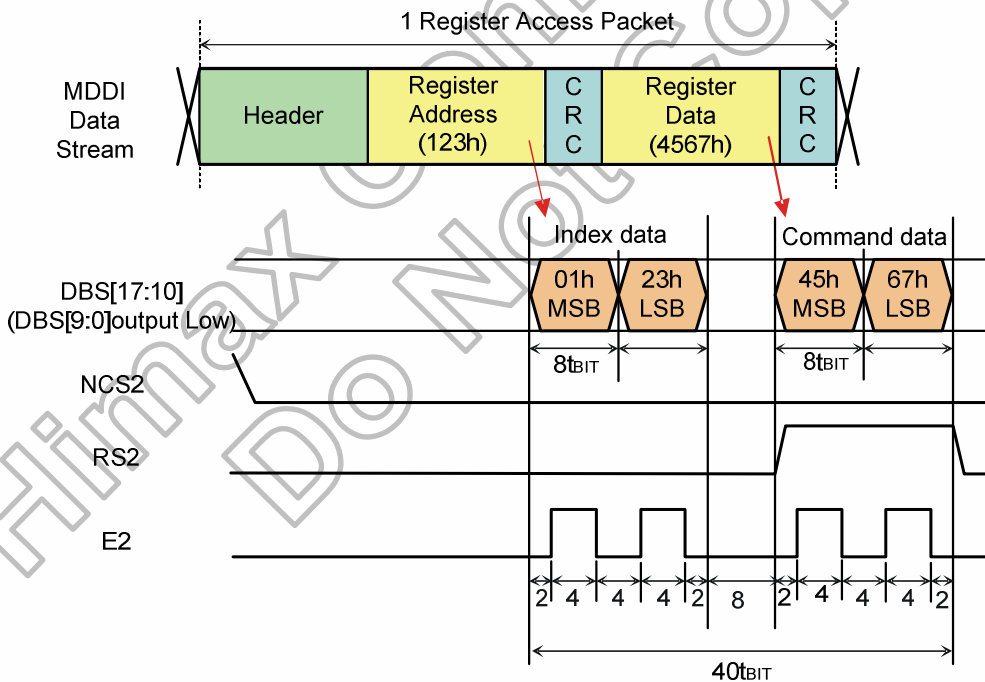 1 Register Access Packet
MDDI
Data
Stream
Header
Register
Address
(123h)
C
R
C
Register
Data
(4567h)
C
R
C
Index data
Command data
DBS[17:10]
(DBS[9:0]output Low)
01h
MSB
23h
LSB
45h
MSB
67h
LSB
8tBIT
8tBIT
NCS2
RS2
E2
2
4
4
4
2
8
2
4
4
4
2
40tBIT
Himax
Do Not